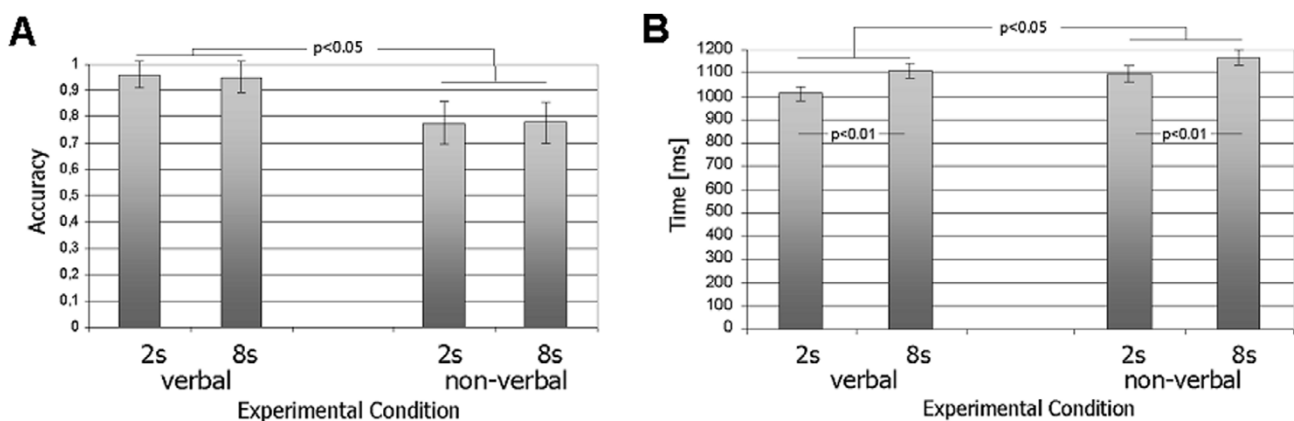 A
p<0.05
1
0,9
0,8
0,7
0,6
0,5
0,4
0,3
0,2
0,1
0
Accuracy
2s 8s 2s 8s
verbal non-verbal
Experimental Condition
B
p<0.05
1200
1100
1000
900
800
700
600
500
400
300
200
100
0
Time [ms]
p<0.01 p<0.01
2s 8s 2s 8s
verbal non-verbal
Experimental Condition